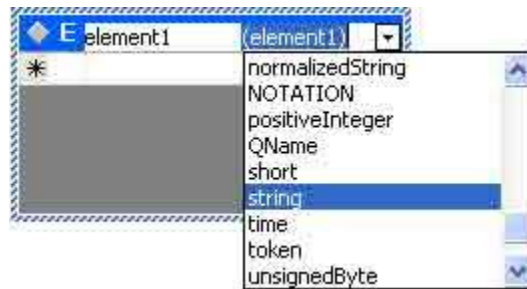 E element1 (element1)
normalizedString
NOTATION
positiveInteger
QName
short
string
time
token
unsignedByte